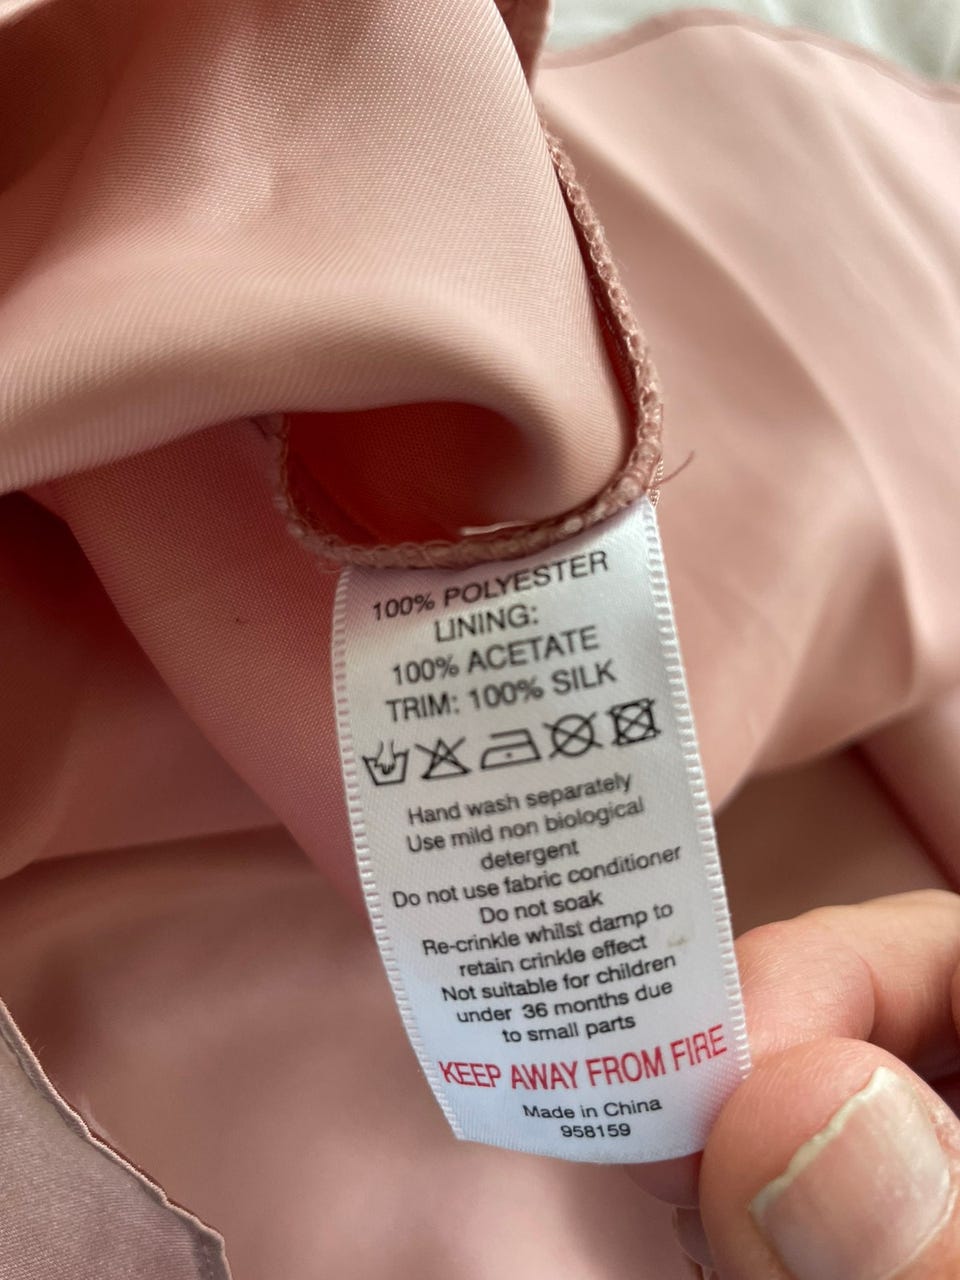 100% POLYESTER
LINING:
100% ACETATE
TRIM: 100% SILK
Hand wash separately
Use mild non biological
detergent
Do not use fabric conditioner
Do not soak
Re-crinkle whilst damp to
retain crinkle effect
Not suitable for children
under 36 months due
to small parts
KEEP AWAY FROM FIRE
Made in China
958159